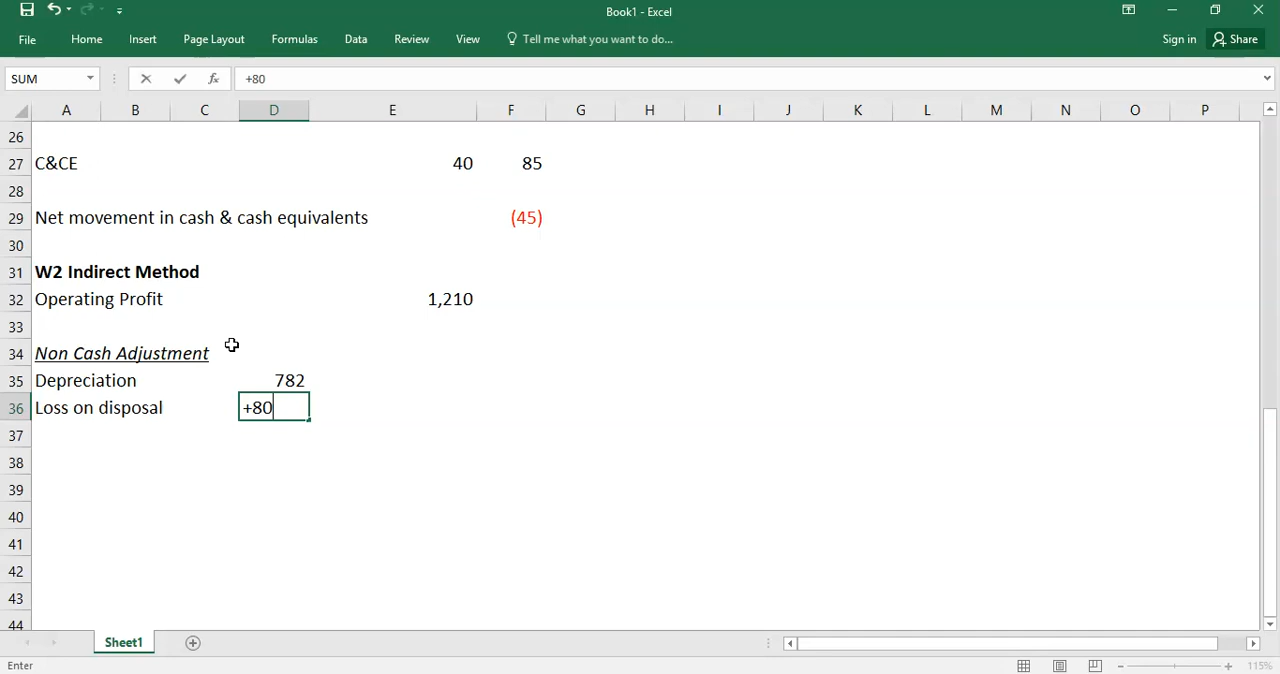 Book1 - Excel
File Home Insert Page Layout Formulas Data Review View Tell me what you want to do... Sign in Share
SUM fx +80
A B C D E F G H I J K L M N O P
26
27 C&CE 40 85
28
29 Net movement in cash & cash equivalents (45)
30
31 W2 Indirect Method
32 Operating Profit 1,210
33
34 Non Cash Adjustment
35 Depreciation 782
36 Loss on disposal +80
37
38
39
40
41
42
43
44
Sheet1
Enter 115%